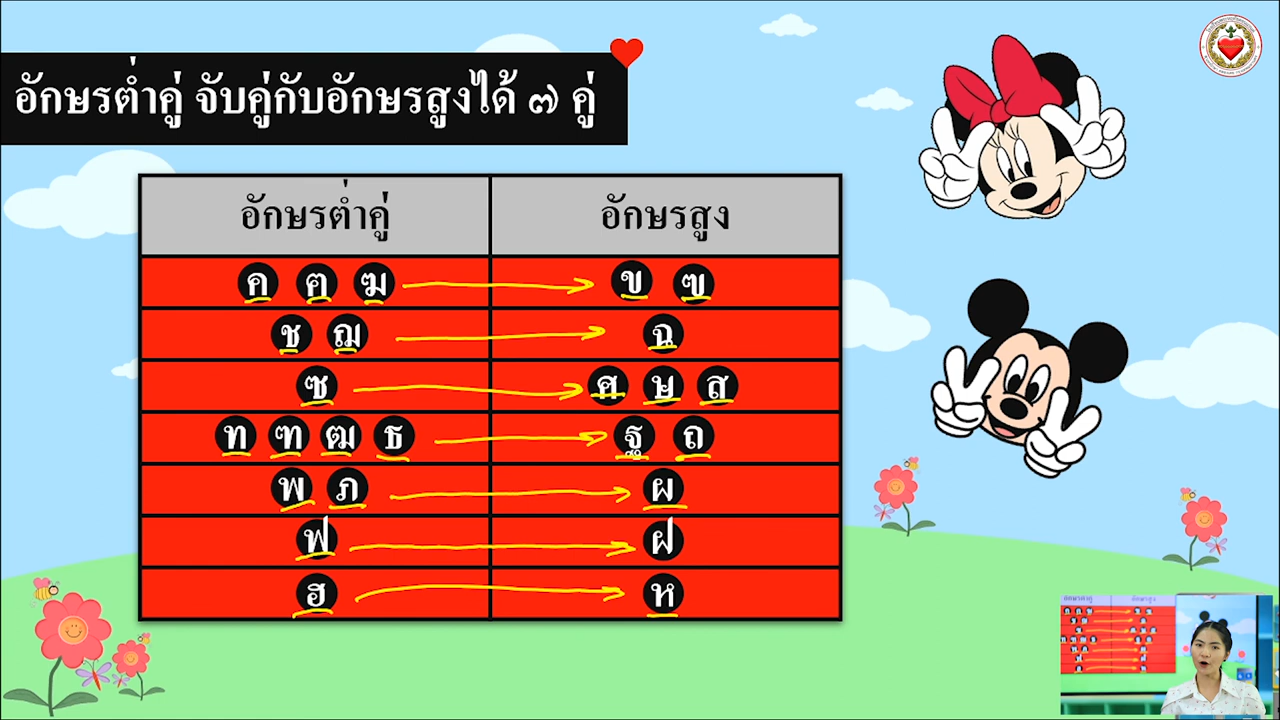 อักษรต่ำคู่ จับคู่กับอักษรสูงได้ ๗ คู่
อักษรต่ำคู่ อักษรสูง
ค ฅ ฆ ข ฃ
ช ฌ ฉ
ซ ศ ษ ส
ท ฑ ฒ ธ ฐ ถ
พ ภ ผ
ฟ ฝ
ฮ ห